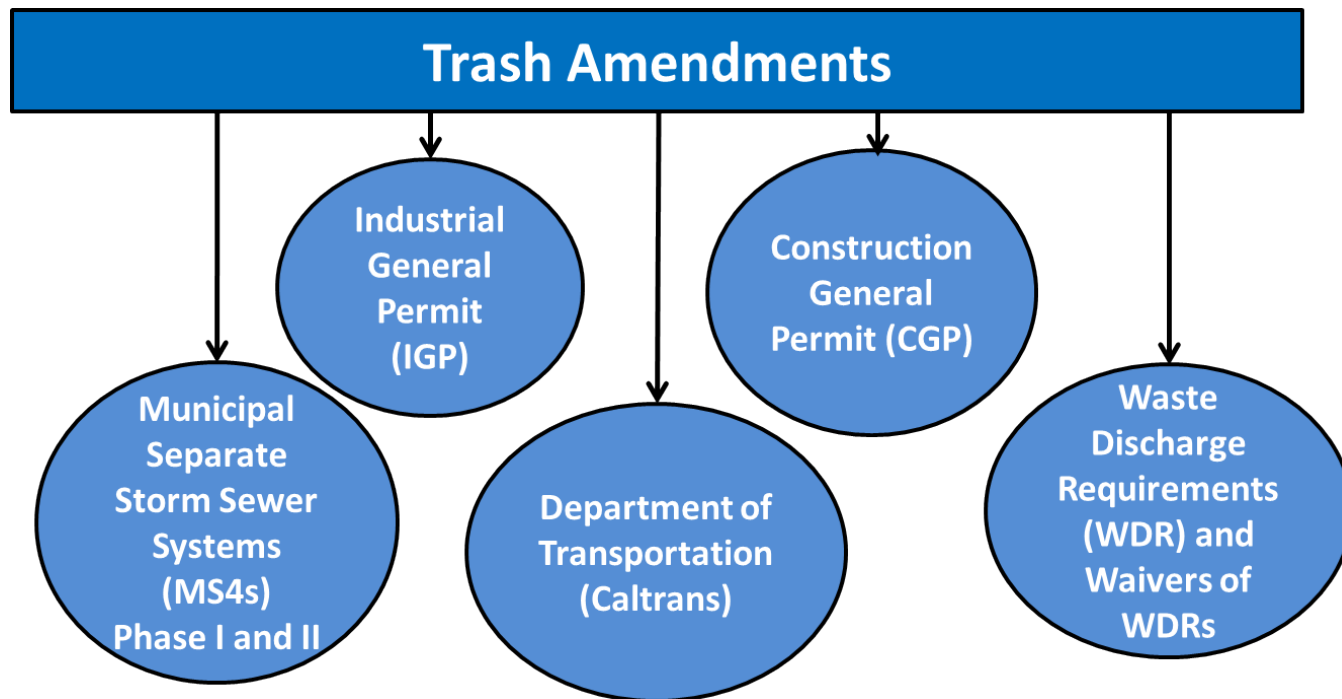 Trash Amendments
Industrial
General
Permit
(IGP)
Construction
General
Permit (CGP)
Municipal
Separate
Storm Sewer
Systems
(MS4s)
Phase I and II
Department of
Transportation
(Caltrans)
Waste
Discharge
Requirements
(WDR) and
Waivers of
WDRs